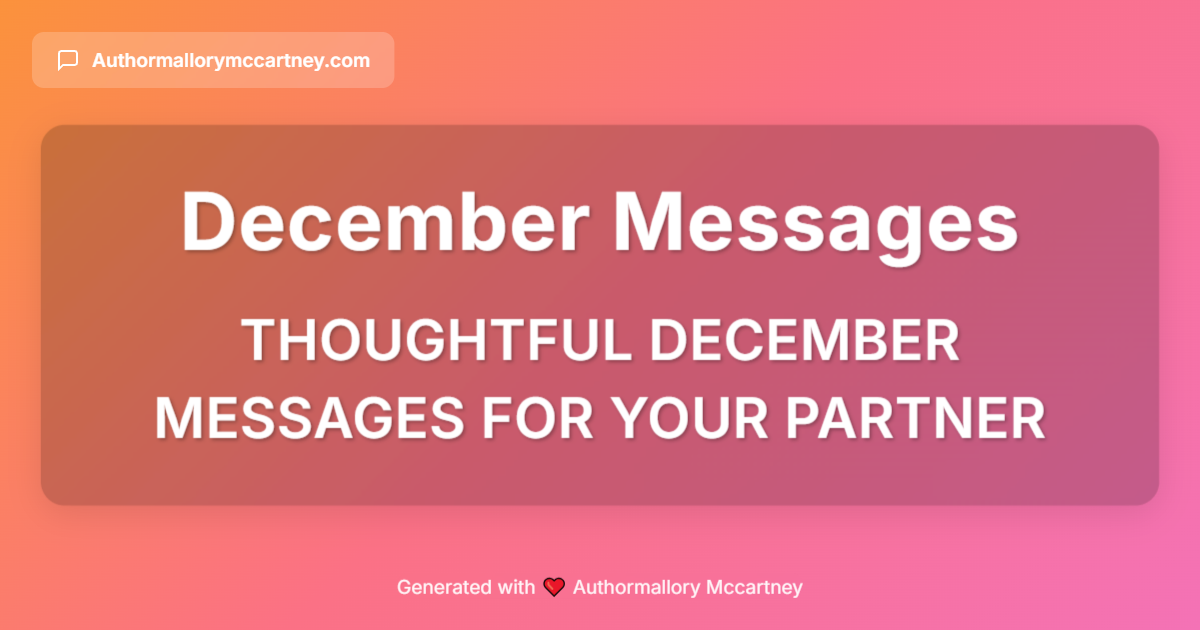 Authormallorymccartney.com
December Messages
THOUGHTFUL DECEMBER
MESSAGES FOR YOUR PARTNER
Generated with ❤️ Authormallory Mccartney